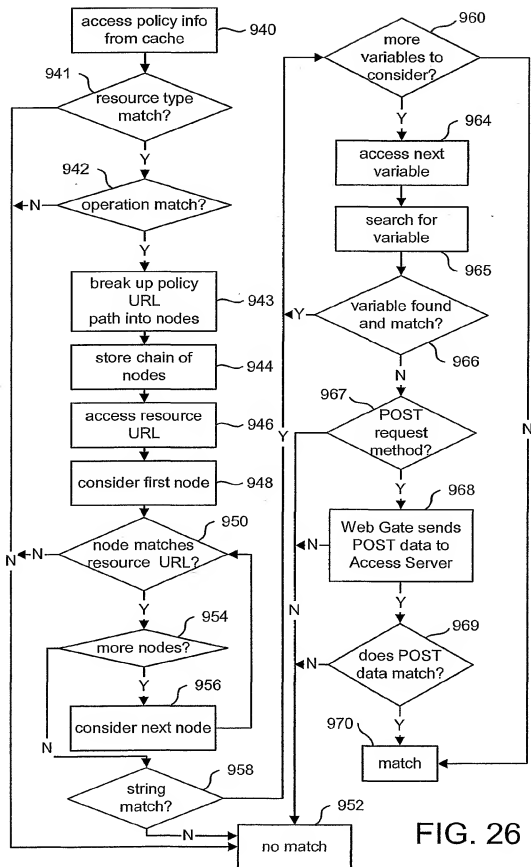 access policy info
from cache
940
941
resource type
match?
Y
942
N
operation match?
Y
break up policy
URL
path into nodes
943
store chain of
nodes
944
access resource
URL
946
consider first node
948
950
N
N
node matches
resource URL?
Y
954
more nodes?
Y
956
consider next node
N
958
string
match?
N
Y
960
more
variables to
consider?
Y
964
access next
variable
search for
variable
965
Y
variable found
and match?
966
N
967
POST
request
method?
Y
968
N
Web Gate sends
POST data to
Access Server
N
Y
969
N
does POST
data match?
Y
970
match
N
952
no match
FIG. 26